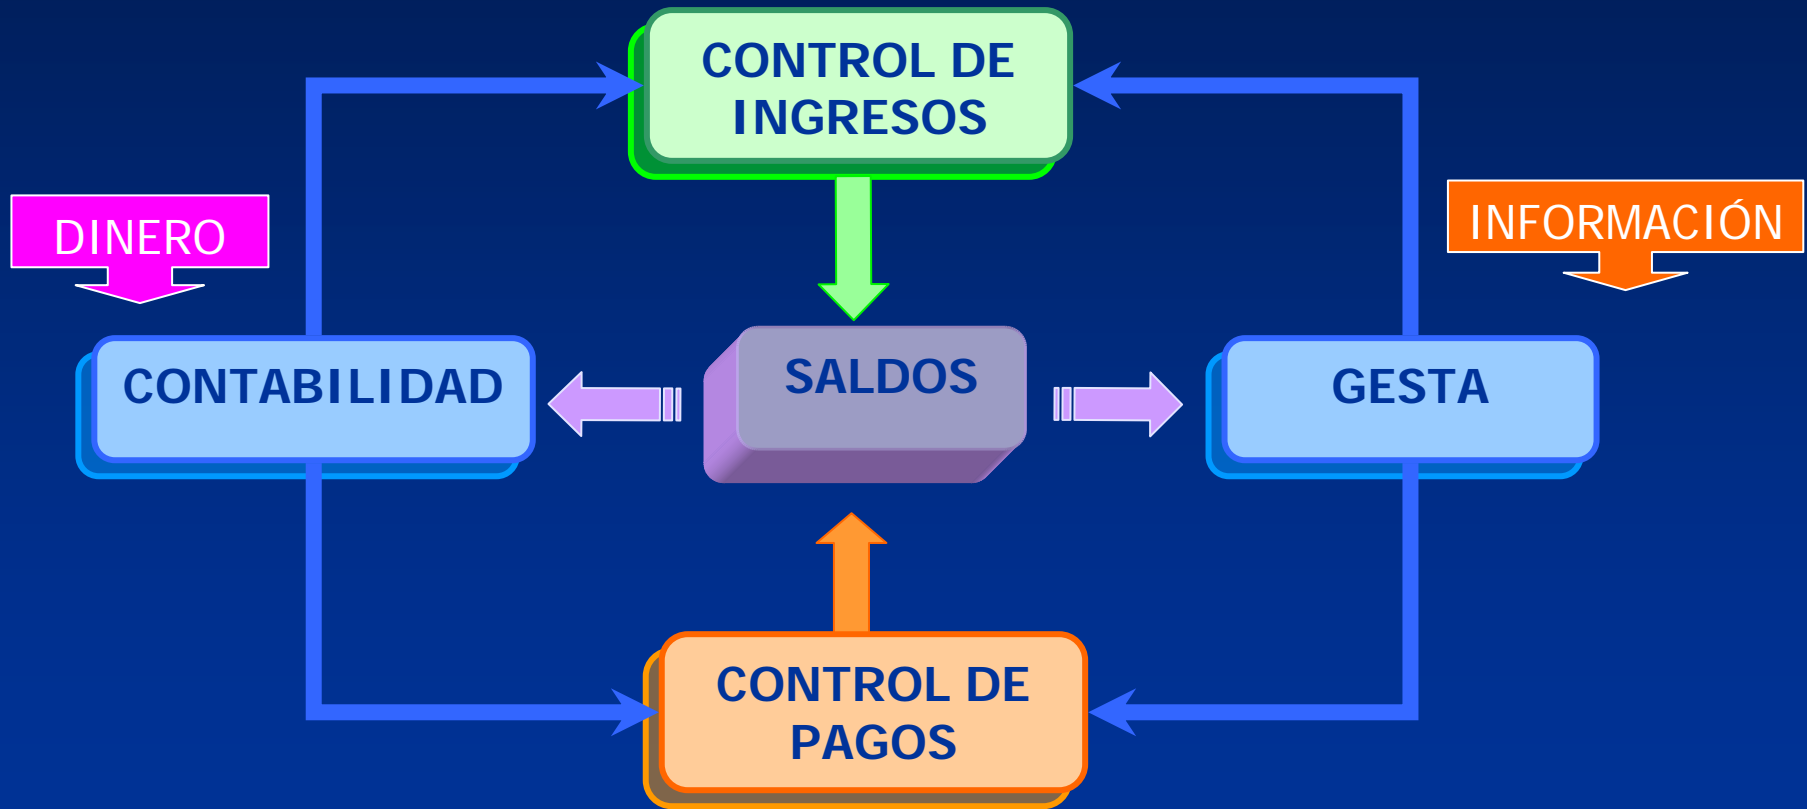 CONTROL DE
INGRESOS
DINERO
INFORMACIÓN
CONTABILIDAD
SALDOS
GESTA
CONTROL DE
PAGOS